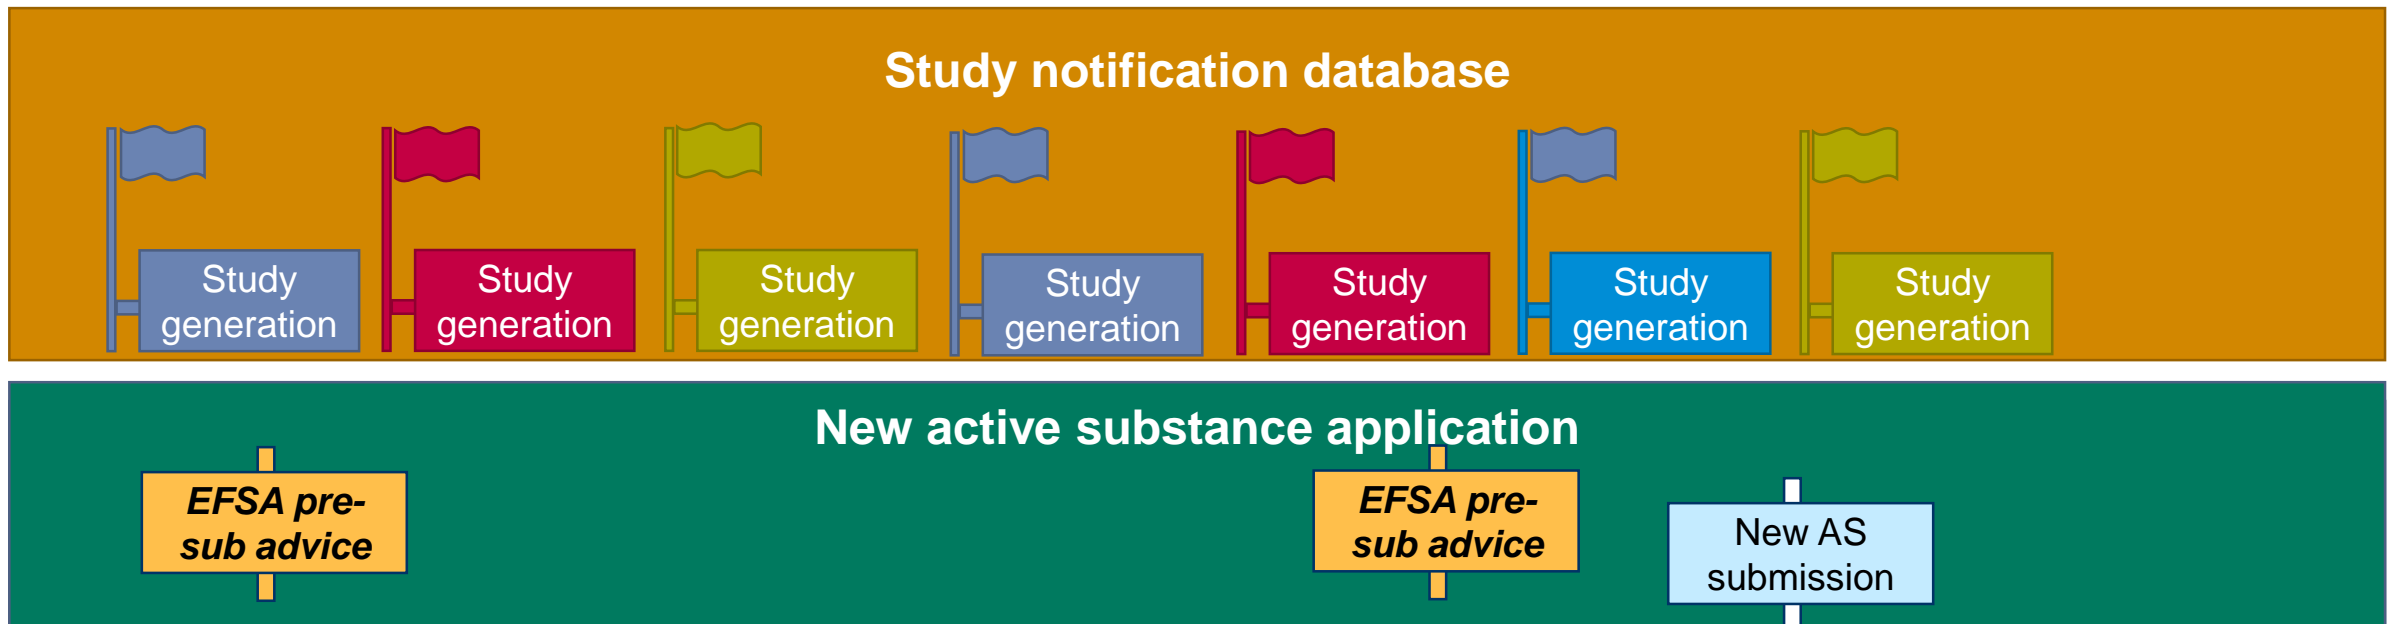 Study notification database
Study
generation
Study
generation
Study
generation
Study
generation
Study
generation
Study
generation
Study
generation
New active substance application
EFSA pre-
sub advice
EFSA pre-
sub advice
New AS
submission